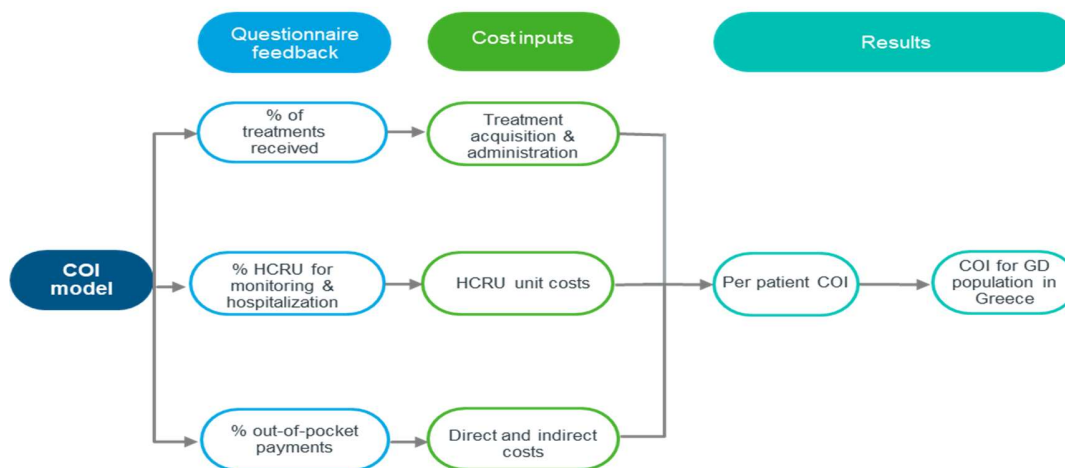 Questionnaire
feedback
Cost inputs
Results
% of
treatments
received
Treatment
acquisition &
administration
COI
model
% HCRU for
monitoring &
hospitalization
HCRU unit costs
Per patient COI
COI for GD
population in
Greece
% out-of-pocket
payments
Direct and indirect
costs